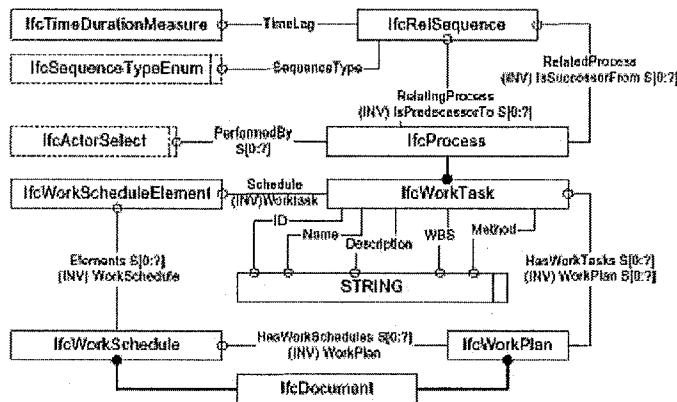 IfcTimeDurationMeasure
TimeLag
IfcRelSequence
IfcSequenceTypeEnum
SequenceType
RelatedProcess
(INV) IsSuccessorFrom S[0:?]
RelatingProcess
(INV) IsPredecessorTo S[0:?]
IfcActorSelect
PerformedBy
S[0:?]
IfcProcess
IfcWorkScheduleElement
Schedule
(INV)Worktask
IfcWorkTask
ID
Name
Description
WBS
Method
STRING
Elements S[0:?]
(INV) WorkSchedule
HasWorkTasks S[0:?]
(INV) WorkPlan S[0:?]
IfcWorkSchedule
HasWorkSchedules S[0:?]
(INV) WorkPlan
IfcWorkPlan
IfcDocument